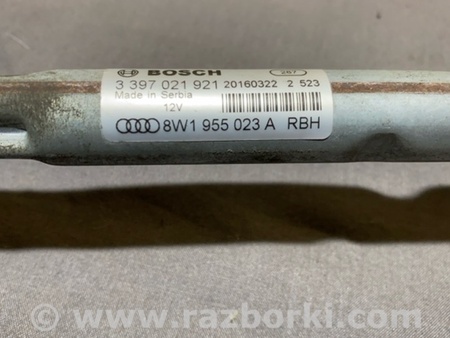 BOSCH 267
3 397 021 921 20160322 2 523
Made in Serbia
12V
8W1 955 023 A RBH
www.razborki.com